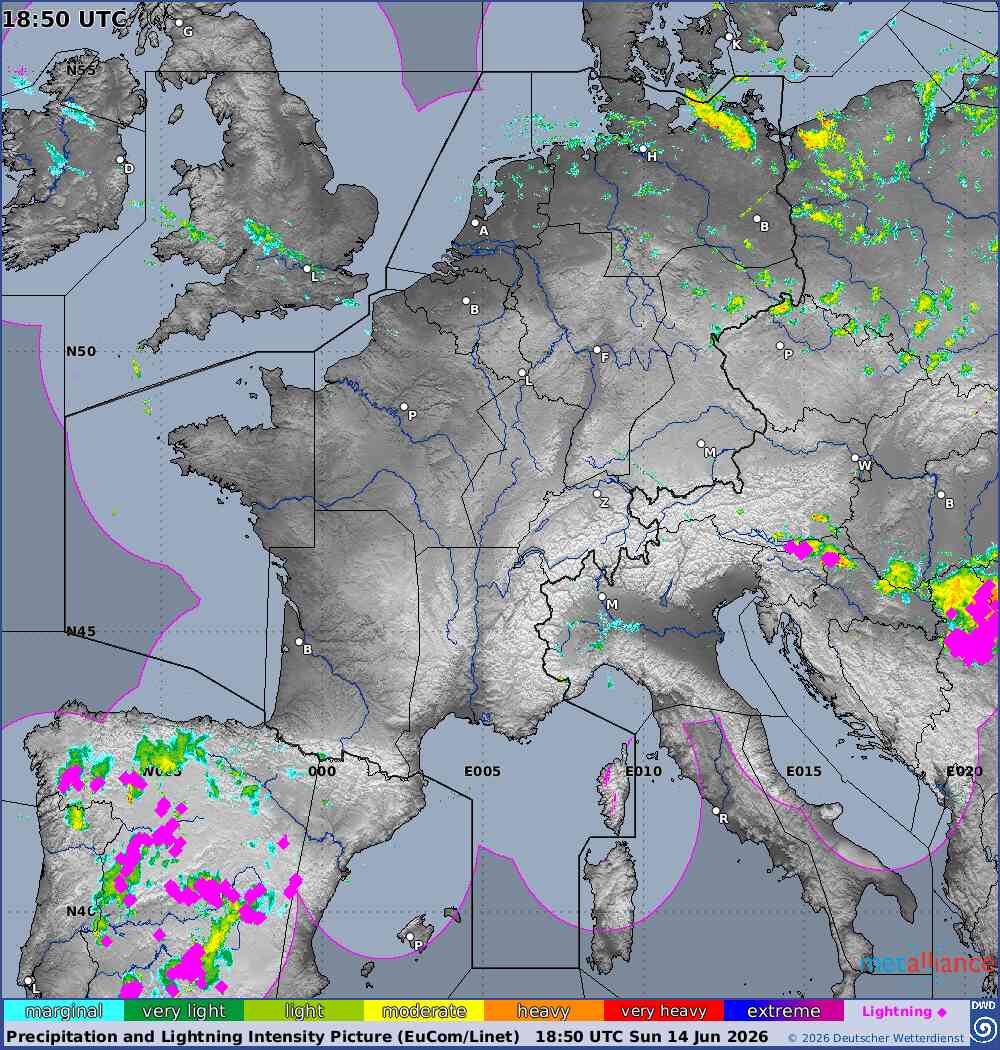 18:50 UTC
G
K
N55
D
H
A
B
L
B
N50
F
P
P
L
M
W
Z
B
M
N45
B
W005
000
E005
E010
E015
E020
R
N40
P
metalliance
L
marginal very light light moderate heavy very heavy extreme Lightning
DWD
Precipitation and Lightning Intensity Picture (EuCom/Linet) 18:50 UTC Sun 14 Jun 2026 © 2026 Deutscher Wetterdienst